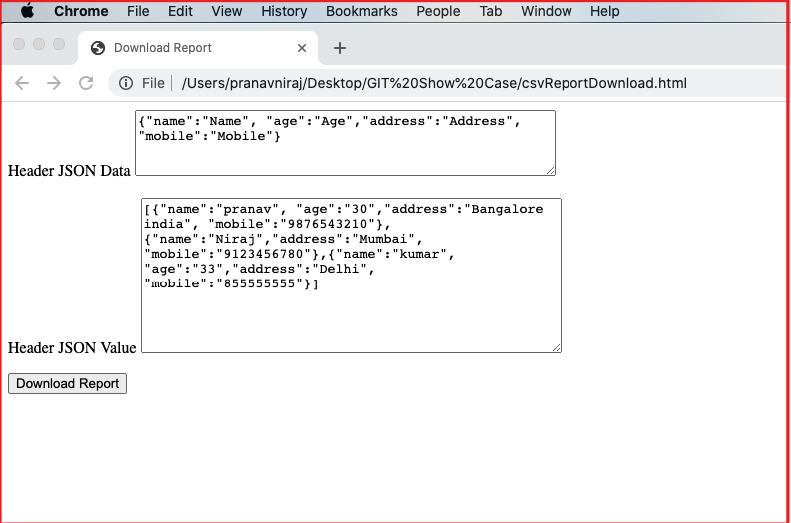 Chrome File Edit View History Bookmarks People Tab Window Help
Download Report
File /Users/pranavniraj/Desktop/GIT%20Show%20Case/csvReportDownload.html
{"name":"Name", "age":"Age","address":"Address",
"mobile":"Mobile"}
Header JSON Data
[{"name":"pranav", "age":"30","address":"Bangalore
india", "mobile":"9876543210"},
{"name":"Niraj","address":"Mumbai",
"mobile":"9123456780"},{"name":"kumar",
"age":"33","address":"Delhi",
"mobile":"855555555"}]
Header JSON Value
Download Report